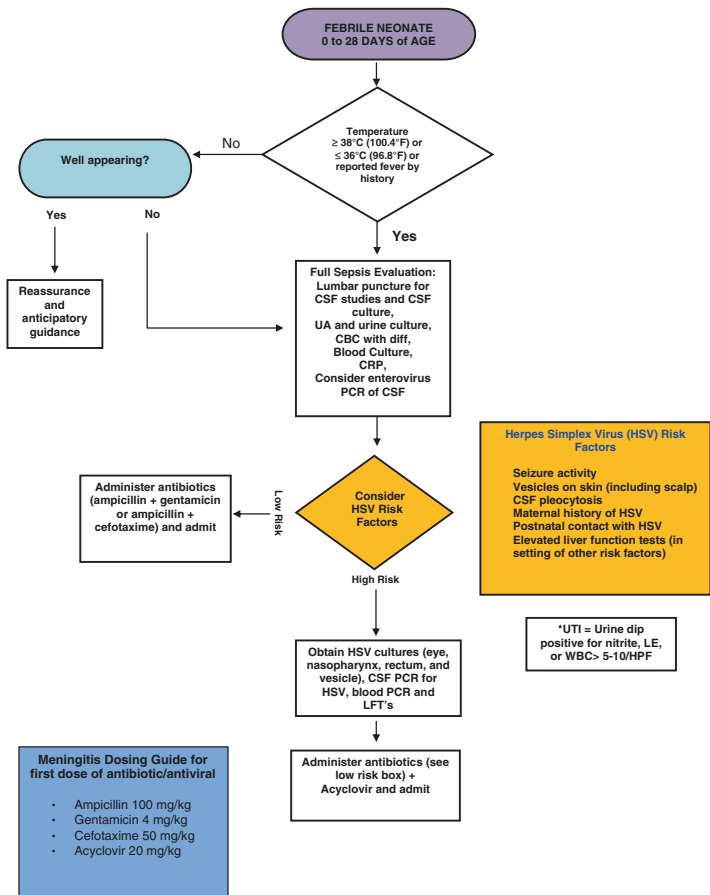 FEBRILE NEONATE
0 to 28 DAYS of AGE
Temperature
≥ 38°C (100.4°F) or
≤ 36°C (96.8°F) or
reported fever by
history
No
Well appearing?
Yes
No
Yes
Reassurance
and
anticipatory
guidance
Full Sepsis Evaluation:
Lumbar puncture for
CSF studies and CSF
culture,
UA and urine culture,
CBC with diff,
Blood Culture,
CRP,
Consider enterovirus
PCR of CSF
Herpes Simplex Virus (HSV) Risk
Factors
Seizure activity
Vesicles on skin (including scalp)
CSF pleocytosis
Maternal history of HSV
Postnatal contact with HSV
Elevated liver function tests (in
setting of other risk factors)
Consider
HSV Risk
Factors
Low Risk
Administer antibiotics
(ampicillin + gentamicin
or ampicillin +
cefotaxime) and admit
High Risk
*UTI = Urine dip
positive for nitrite, LE,
or WBC> 5-10/HPF
Obtain HSV cultures (eye,
nasopharynx, rectum, and
vesicle), CSF PCR for
HSV, blood PCR and
LFT's
Administer antibiotics (see
low risk box) +
Acyclovir and admit
Meningitis Dosing Guide for
first dose of antibiotic/antiviral
· Ampicillin 100 mg/kg
· Gentamicin 4 mg/kg
· Cefotaxime 50 mg/kg
· Acyclovir 20 mg/kg